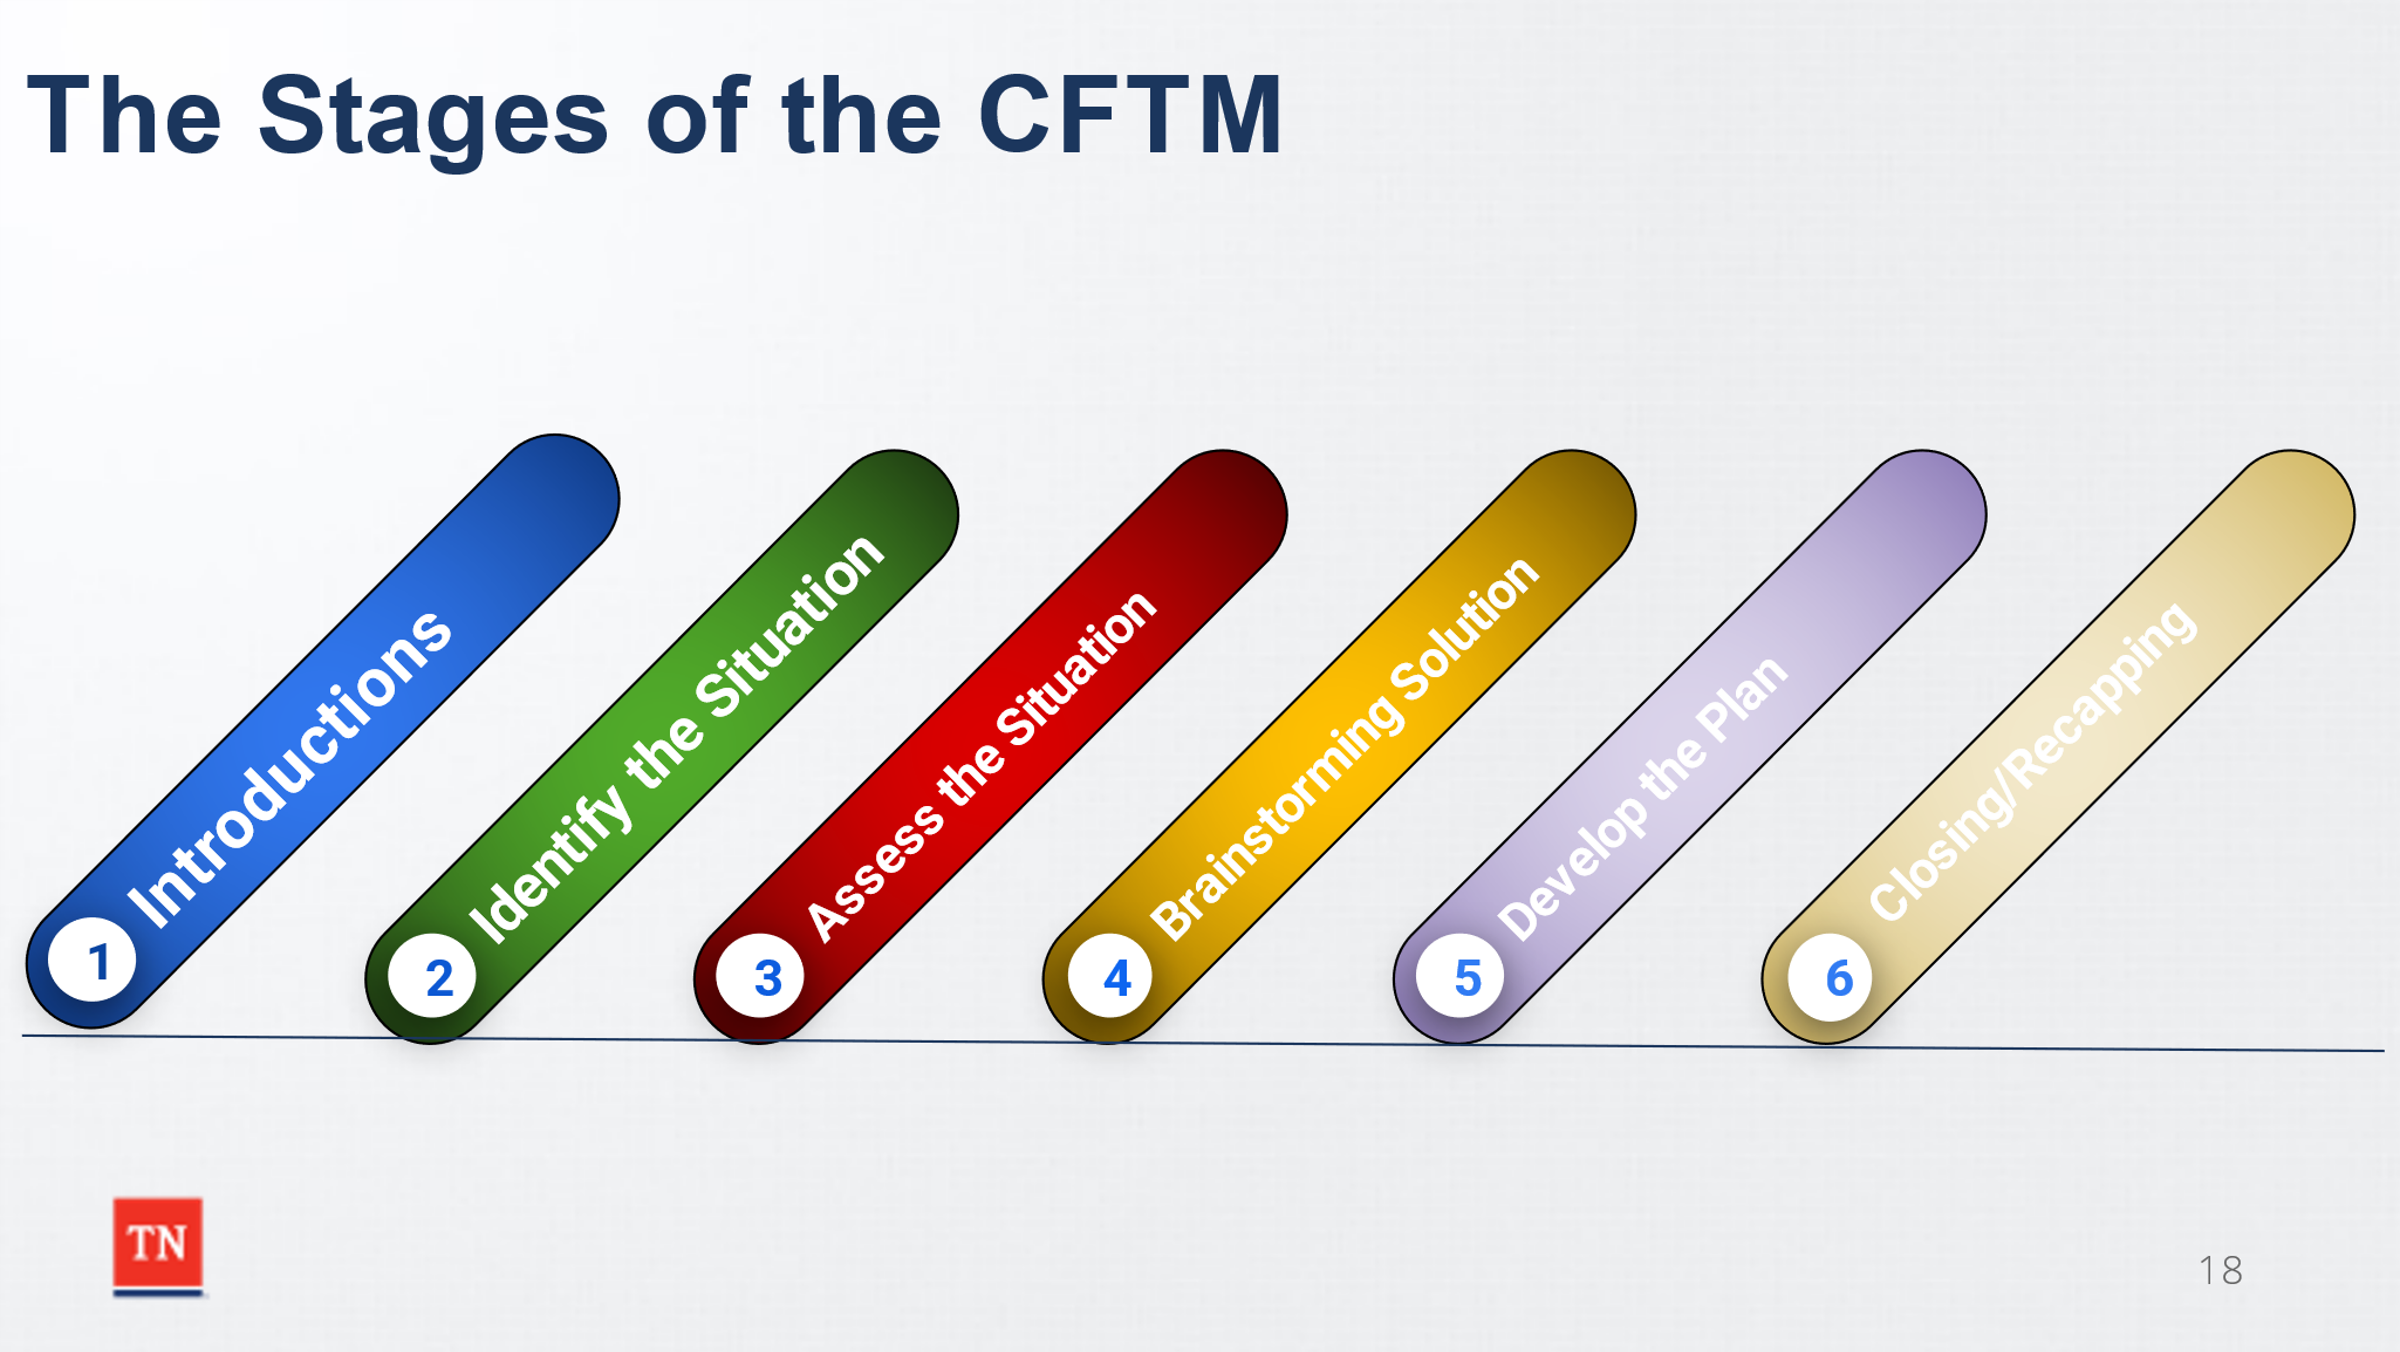 The Stages of the CFTM
1 Introductions
2 Identify the Situation
3 Assess the Situation
4 Brainstorming Solution
5 Develop the Plan
6 Closing/Recapping
TN
18